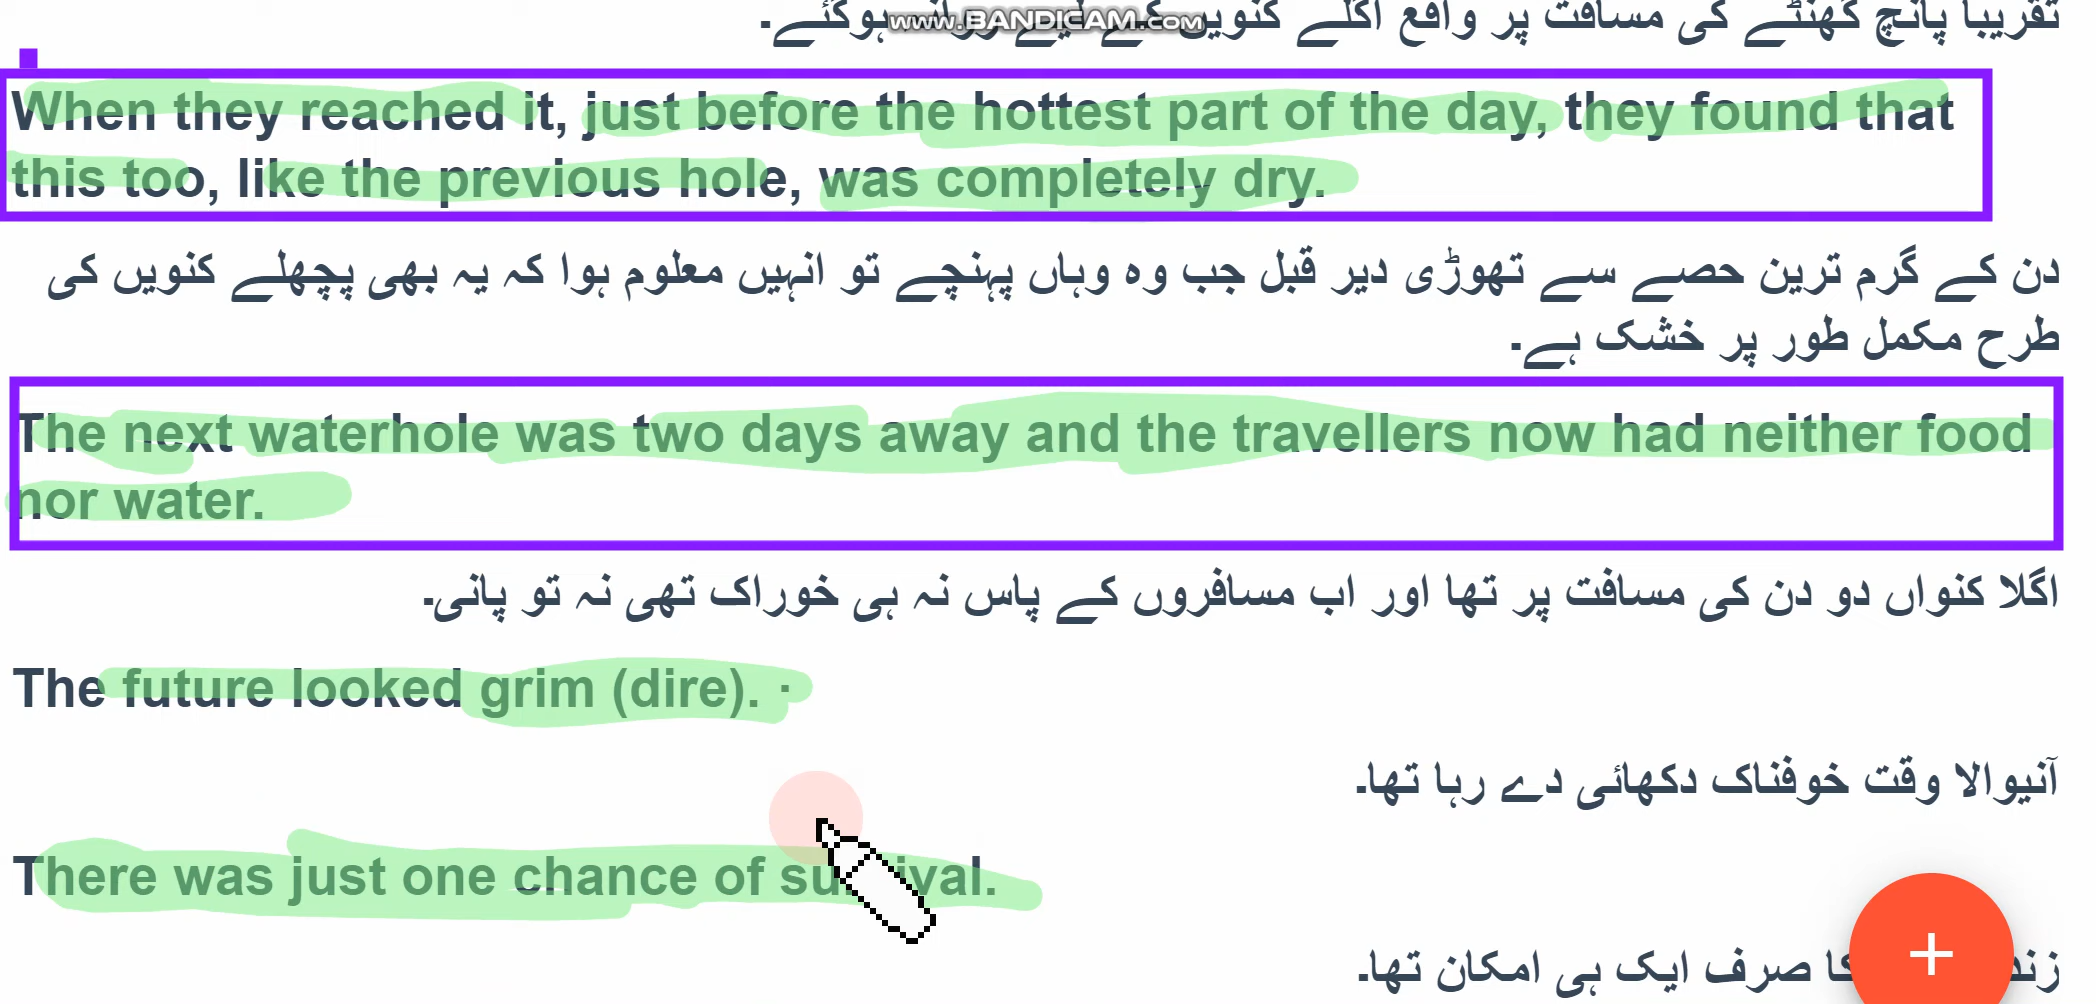 تقریباً پانچ گھنٹے کی مسافت پر واقع اگلے کنویں کے لیے روانہ ہوگئے۔
www.BANDICAM.com
When they reached it, just before the hottest part of the day, they found that
this too, like the previous hole, was completely dry.
دن کے گرم ترین حصے سے تھوڑی دیر قبل جب وہ وہاں پہنچے تو انہیں معلوم ہوا کہ یہ بھی پچھلے کنویں کی
طرح مکمل طور پر خشک ہے۔
The next waterhole was two days away and the travellers now had neither food
nor water.
اگلا کنواں دو دن کی مسافت پر تھا اور اب مسافروں کے پاس نہ ہی خوراک تھی نہ تو پانی۔
The future looked grim (dire). ·
آنیوالا وقت خوفناک دکھائی دے رہا تھا۔
There was just one chance of survival.
کا صرف ایک ہی امکان تھا۔